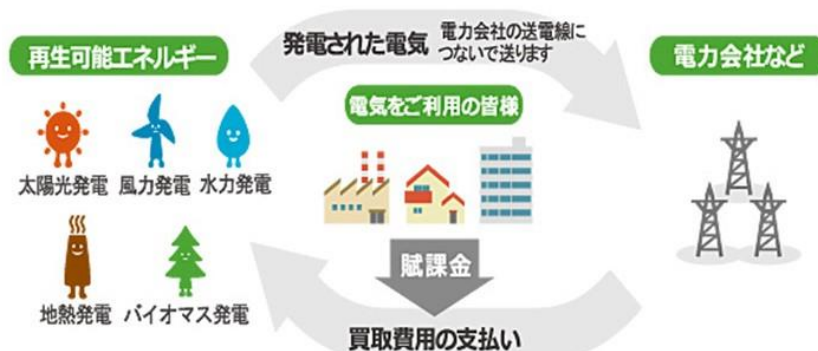 再生可能エネルギー
発電された電気
電力会社の送電線に
つないで送ります
電力会社など
電気をご利用の皆様
太陽光発電
風力発電
水力発電
地熱発電
バイオマス発電
賦課金
買取費用の支払い